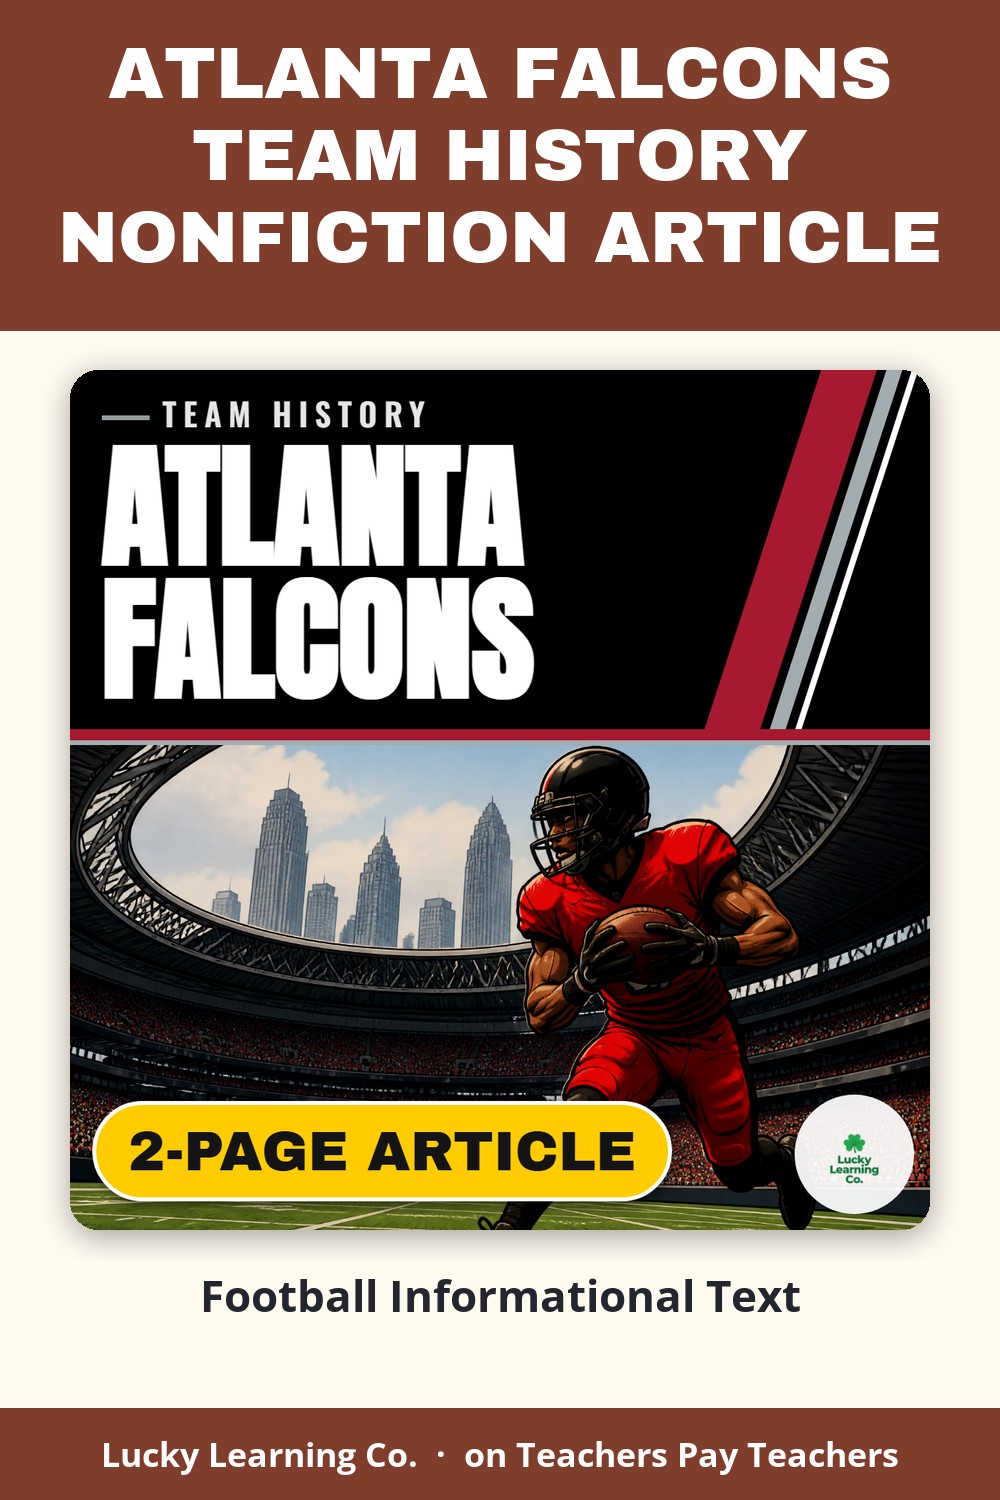 ATLANTA FALCONS
TEAM HISTORY
NONFICTION ARTICLE
TEAM HISTORY
ATLANTA
FALCONS
2-PAGE ARTICLE
Lucky
Learning
Co.
Football Informational Text
Lucky Learning Co. · on Teachers Pay Teachers